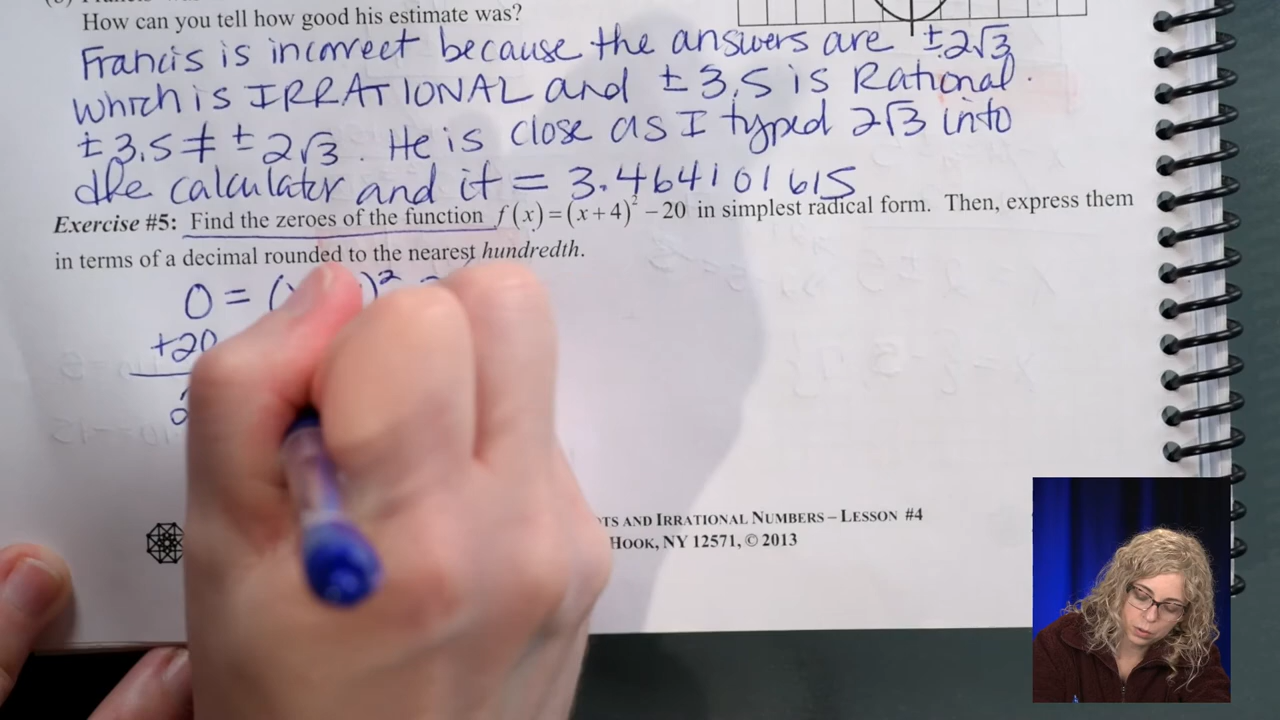 How can you tell how good his estimate was?
Francis is incorrect because the answers are ±2√3
which is IRRATIONAL and ±3.5 is Rational.
±3.5 ≠ ±2√3. He is close as I typed 2√3 into
the calculator and it = 3.464101615
Exercise #5: Find the zeroes of the function f(x)=(x+4)²−20 in simplest radical form. Then, express them
in terms of a decimal rounded to the nearest hundredth.
0 = ( )²
+20
AND IRRATIONAL NUMBERS – LESSON #4
HOOK, NY 12571, © 2013